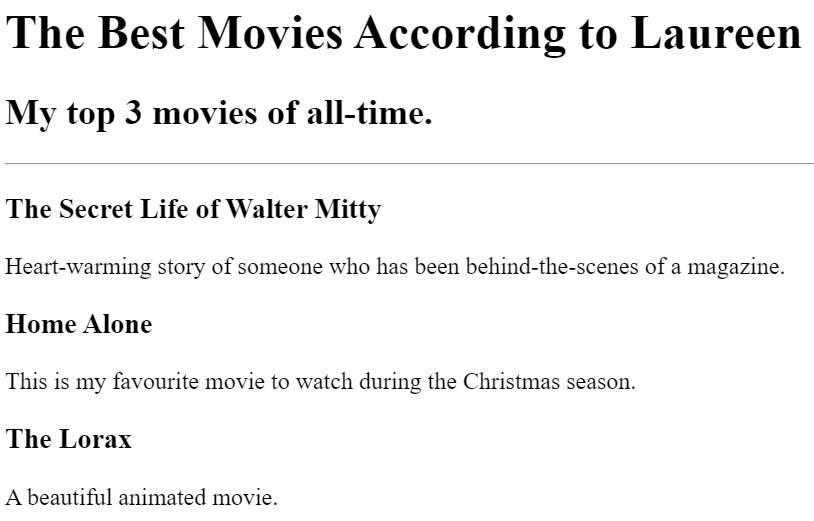 The Best Movies According to Laureen
My top 3 movies of all-time.
The Secret Life of Walter Mitty
Heart-warming story of someone who has been behind-the-scenes of a magazine.
Home Alone
This is my favourite movie to watch during the Christmas season.
The Lorax
A beautiful animated movie.